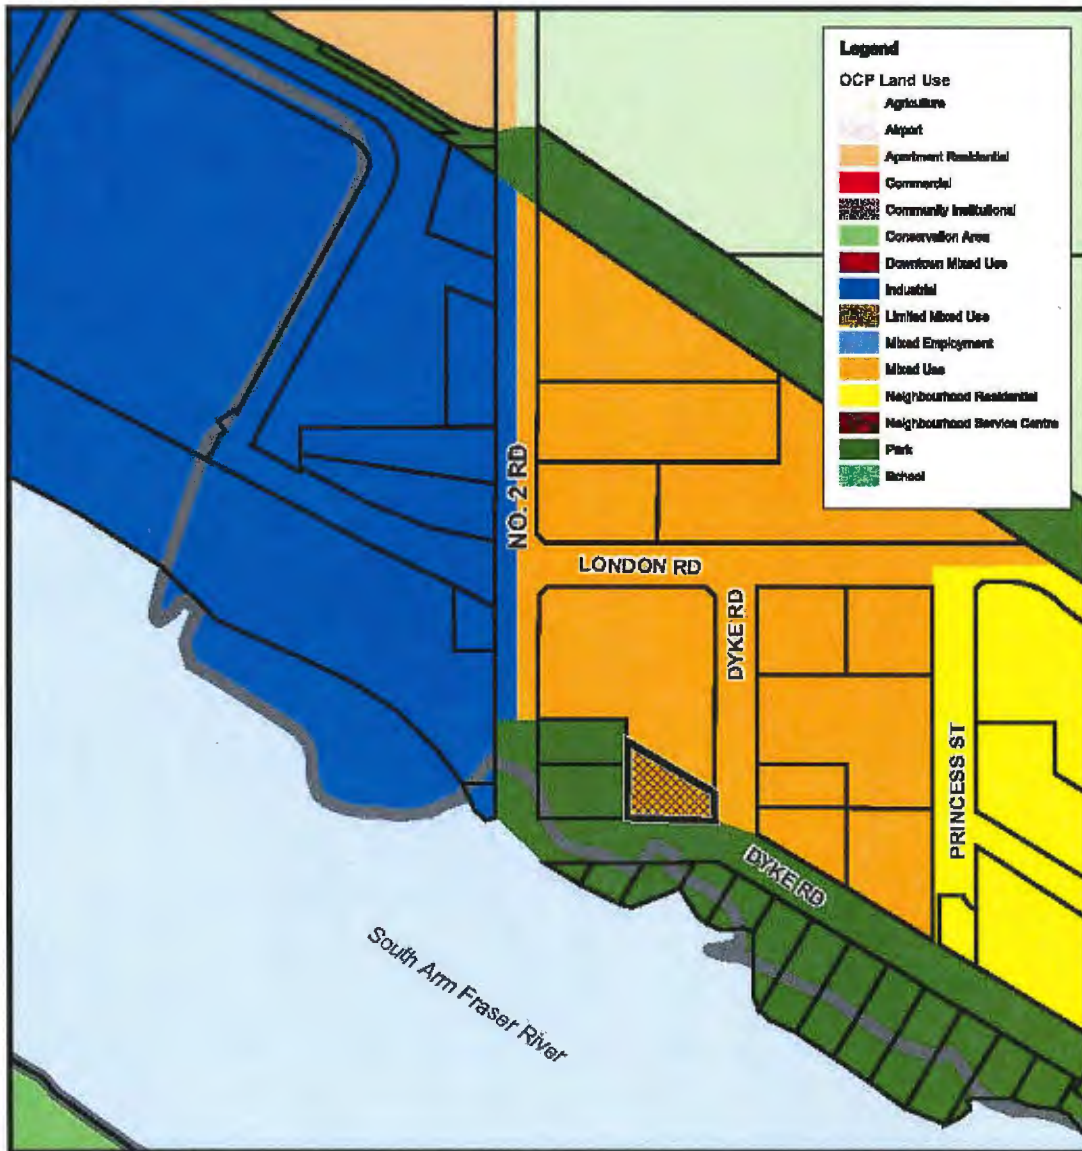 Legend
OCP Land Use
Agriculture
Airport
Apartment Residential
Commercial
Community Institutional
Conservation Area
Downtown Mixed Use
Industrial
Limited Mixed Use
Mixed Employment
Mixed Use
Neighbourhood Residential
Neighbourhood Service Centre
Park
School
NO. 2 RD
LONDON RD
DYKE RD
PRINCESS ST
DYKE RD
South Arm Fraser River